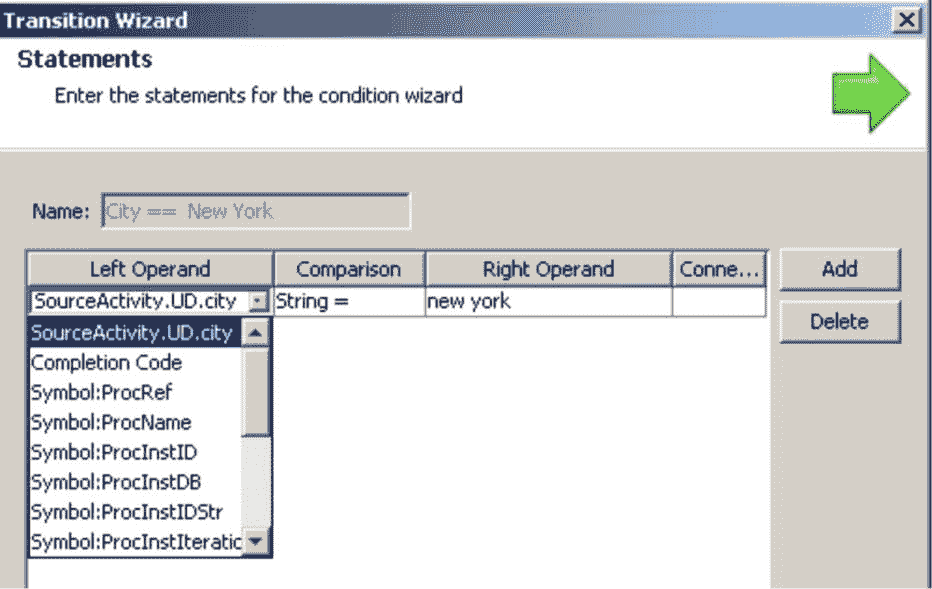 Transition Wizard
Statements
Enter the statements for the condition wizard
Name: City == New York
Left Operand Comparison Right Operand Conne... Add
SourceActivity.UD.city String = new york
Delete
SourceActivity.UD.city
Completion Code
Symbol:ProcRef
Symbol:ProcName
Symbol:ProcInstID
Symbol:ProcInstDB
Symbol:ProcInstIDStr
Symbol:ProcInstIteratic